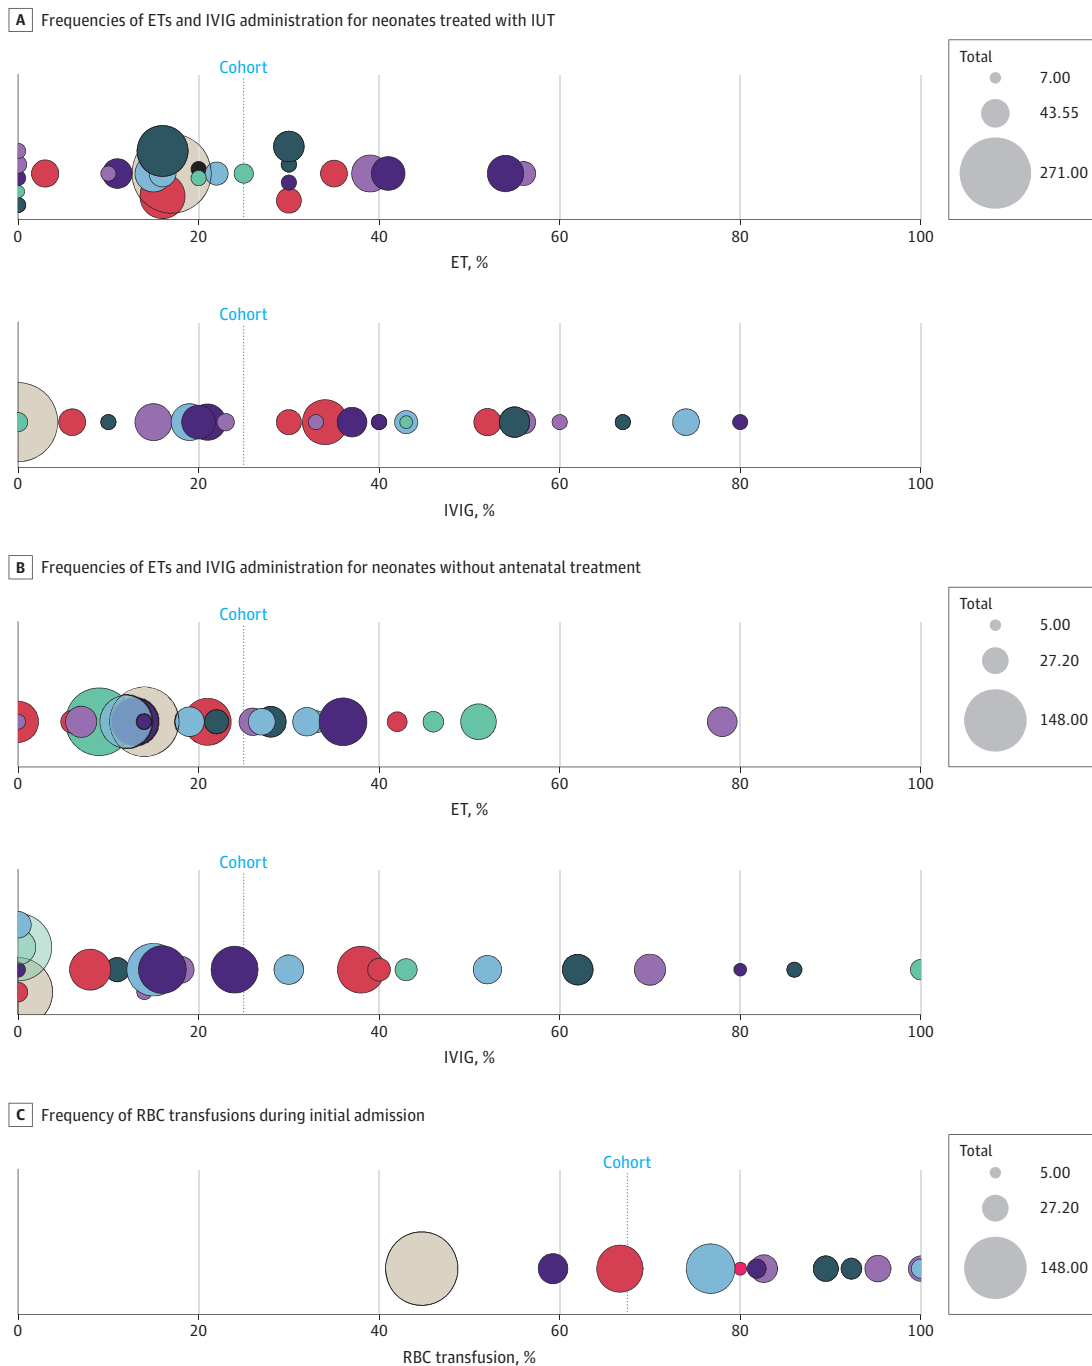 A Frequencies of ETs and IVIG administration for neonates treated with IUT
Cohort
Total
7.00
43.55
271.00
0 20 40 60 80 100
ET, %
Cohort
0 20 40 60 80 100
IVIG, %
B Frequencies of ETs and IVIG administration for neonates without antenatal treatment
Cohort
Total
5.00
27.20
148.00
0 20 40 60 80 100
ET, %
Cohort
0 20 40 60 80 100
IVIG, %
C Frequency of RBC transfusions during initial admission
Cohort
Total
5.00
27.20
148.00
0 20 40 60 80 100
RBC transfusion, %